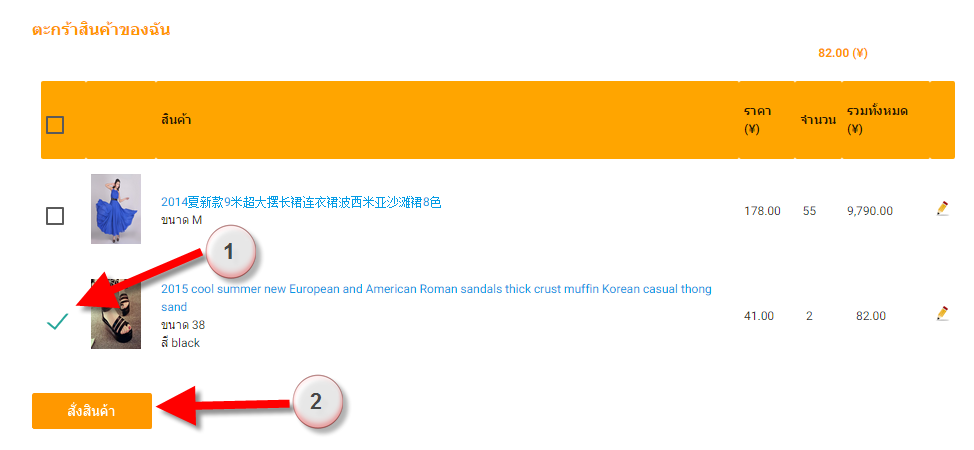 ตะกร้าสินค้าของฉัน
82.00 (¥)
สินค้า
ราคา
(¥)
จำนวน
รวมทั้งหมด
(¥)
2014夏新款9米超大摆长裙连衣裙波西米亚沙滩裙8色
ขนาด M
178.00 55 9,790.00
1
2015 cool summer new European and American Roman sandals thick crust muffin Korean casual thong
sand
ขนาด 38
สี black
41.00 2 82.00
สั่งสินค้า
2